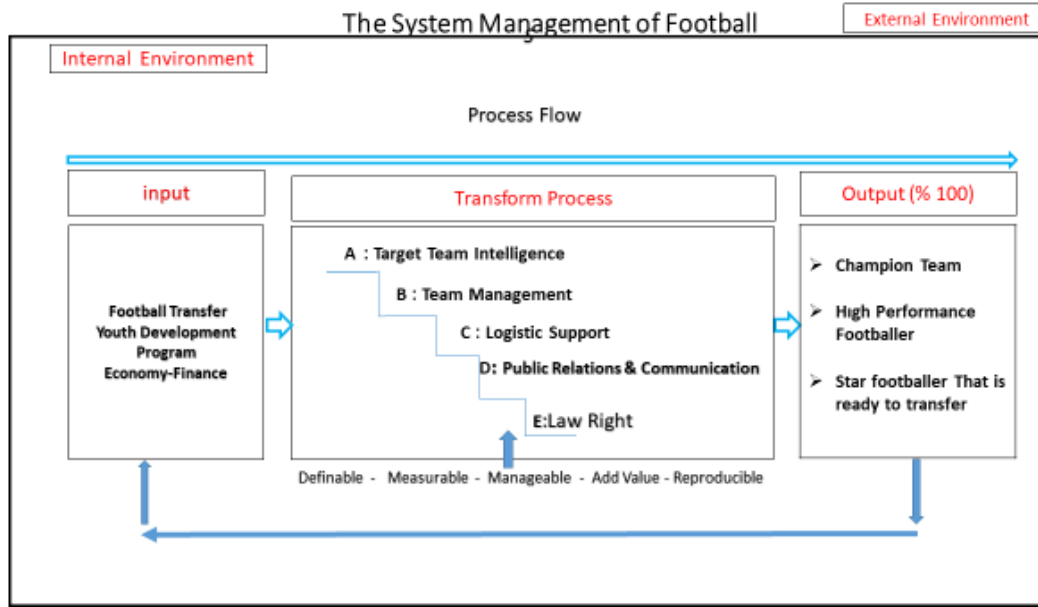 The System Management of Football
External Environment
Internal Environment
Process Flow
input
Transform Process
Output (% 100)
Football Transfer
Youth Development
Program
Economy-Finance
A : Target Team Intelligence
B : Team Management
C : Logistic Support
D: Public Relations & Communication
E:Law Right
➢ Champion Team
➢ High Performance
Footballer
➢ Star footballer That is
ready to transfer
Definable - Measurable - Manageable - Add Value - Reproducible